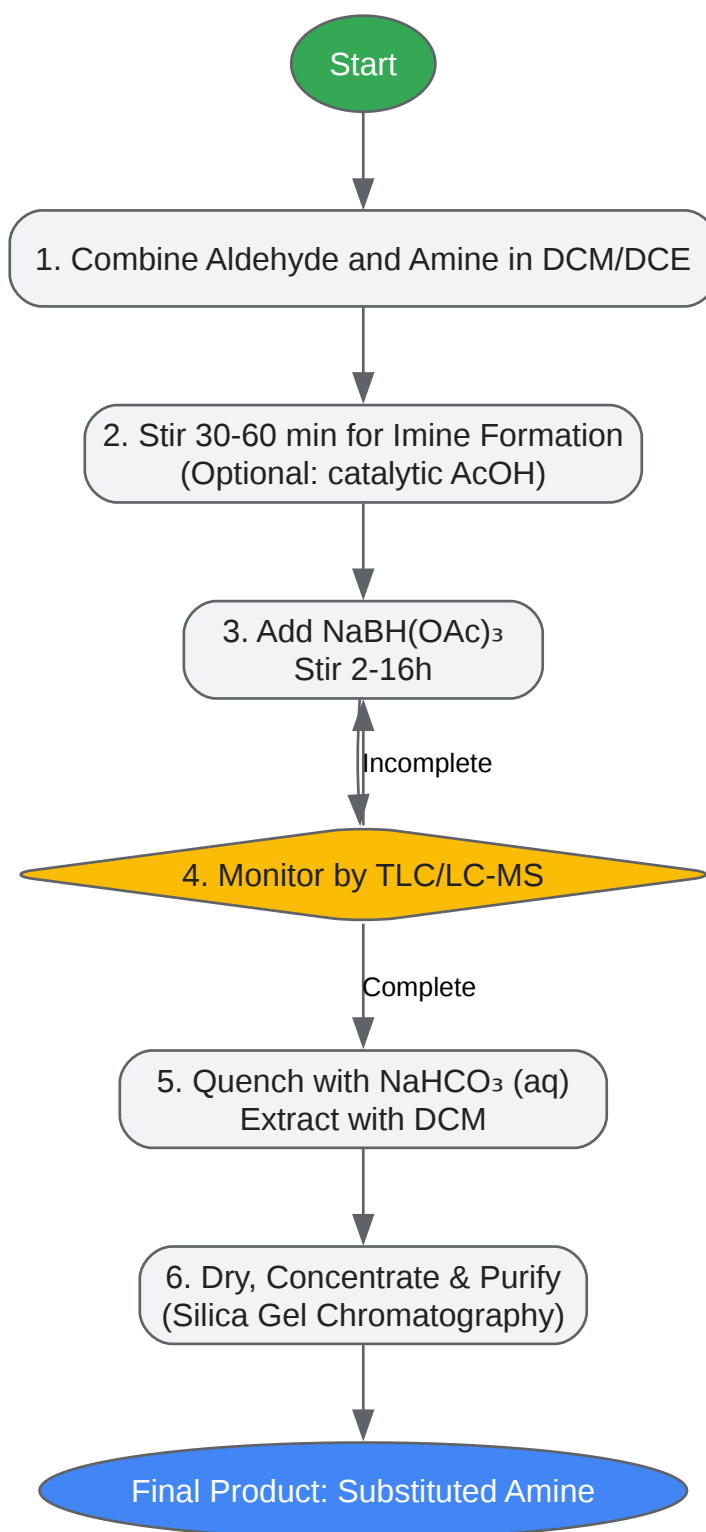 Start
1. Combine Aldehyde and Amine in DCM/DCE
2. Stir 30-60 min for Imine Formation
(Optional: catalytic AcOH)
3. Add NaBH(OAc)₃
Stir 2-16h
Incomplete
4. Monitor by TLC/LC-MS
Complete
5. Quench with NaHCO₃ (aq)
Extract with DCM
6. Dry, Concentrate & Purify
(Silica Gel Chromatography)
Final Product: Substituted Amine